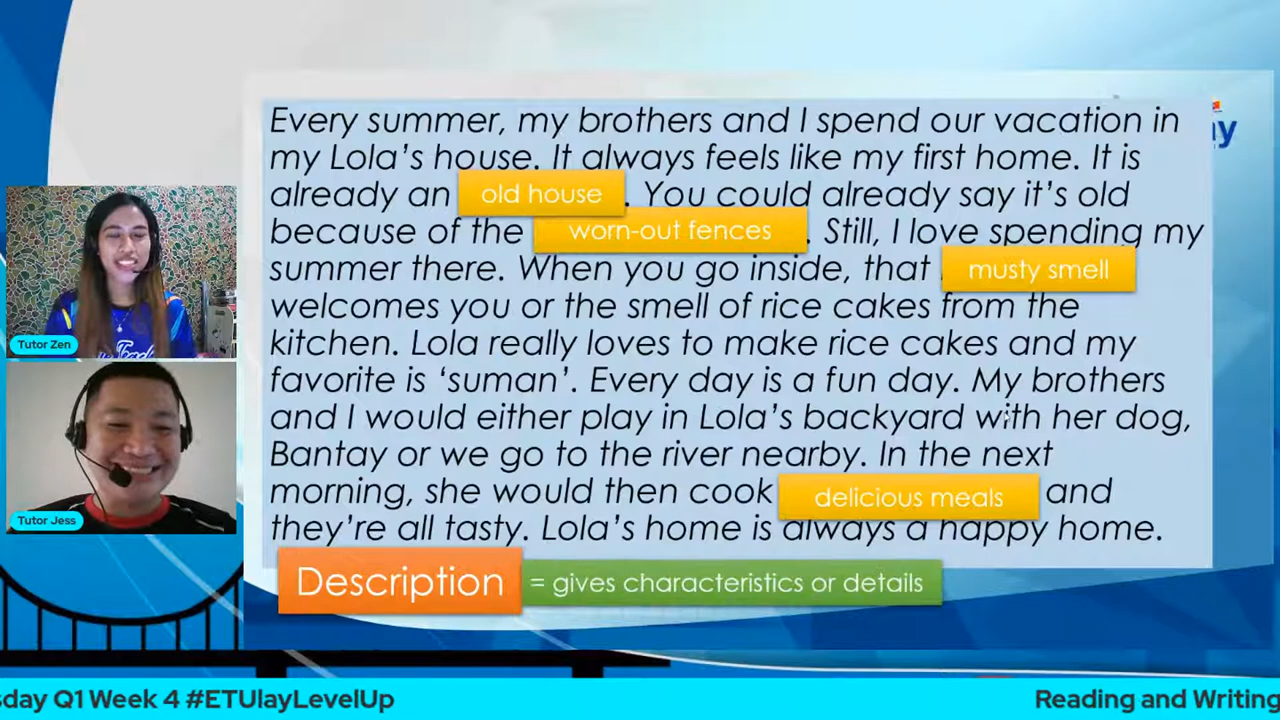 Every summer, my brothers and I spend our vacation in
my Lola's house. It always feels like my first home. It is
already an old house. You could already say it's old
because of the worn-out fences. Still, I love spending my
summer there. When you go inside, that musty smell
welcomes you or the smell of rice cakes from the
kitchen. Lola really loves to make rice cakes and my
favorite is 'suman'. Every day is a fun day. My brothers
and I would either play in Lola's backyard with her dog,
Bantay or we go to the river nearby. In the next
morning, she would then cook delicious meals and
they're all tasty. Lola's home is always a happy home.
Description = gives characteristics or details
Tutor Zen
Tutor Jess
sday Q1 Week 4 #ETUlayLevelUp
Reading and Writing